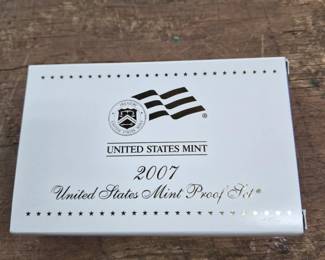 UNITED STATES MINT
2007
United States Mint Proof Set®